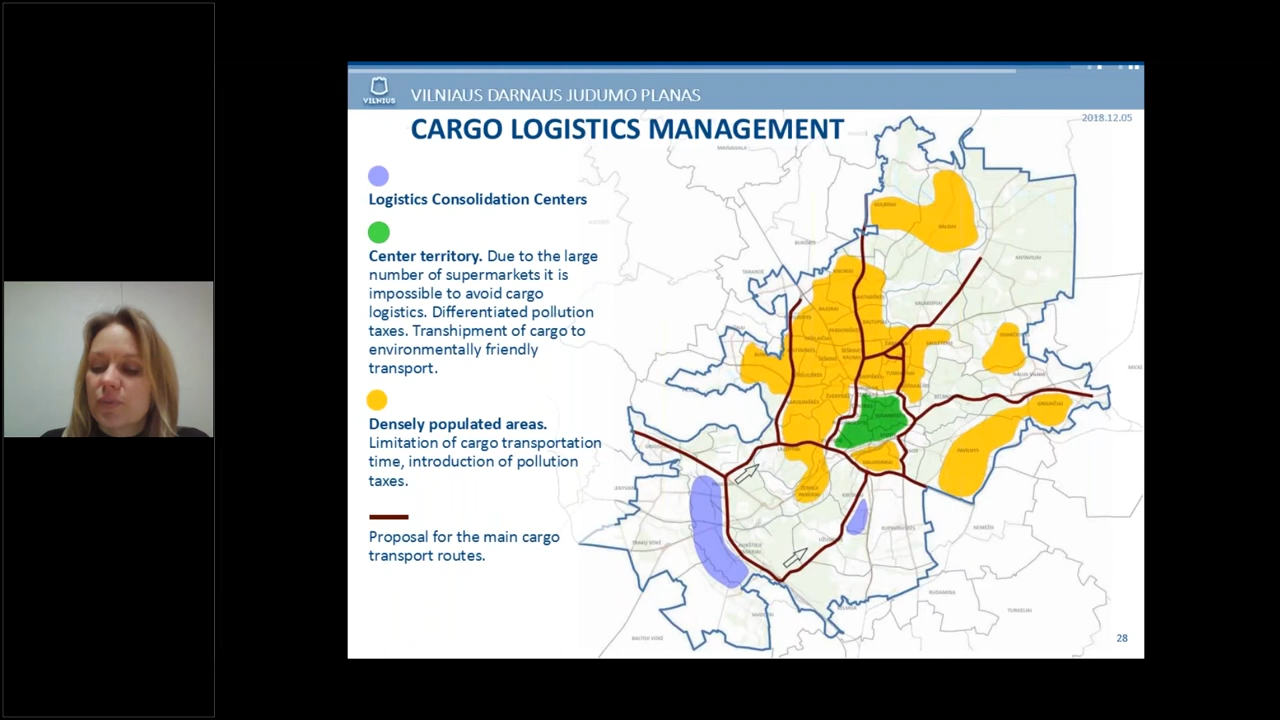 VILNIUS
VILNIAUS DARNAUS JUDUMO PLANAS
2018.12.05
CARGO LOGISTICS MANAGEMENT
Logistics Consolidation Centers
Center territory. Due to the large
number of supermarkets it is
impossible to avoid cargo
logistics. Differentiated pollution
taxes. Transhipment of cargo to
environmentally friendly
transport.
Densely populated areas.
Limitation of cargo transportation
time, introduction of pollution
taxes.
Proposal for the main cargo
transport routes.
28